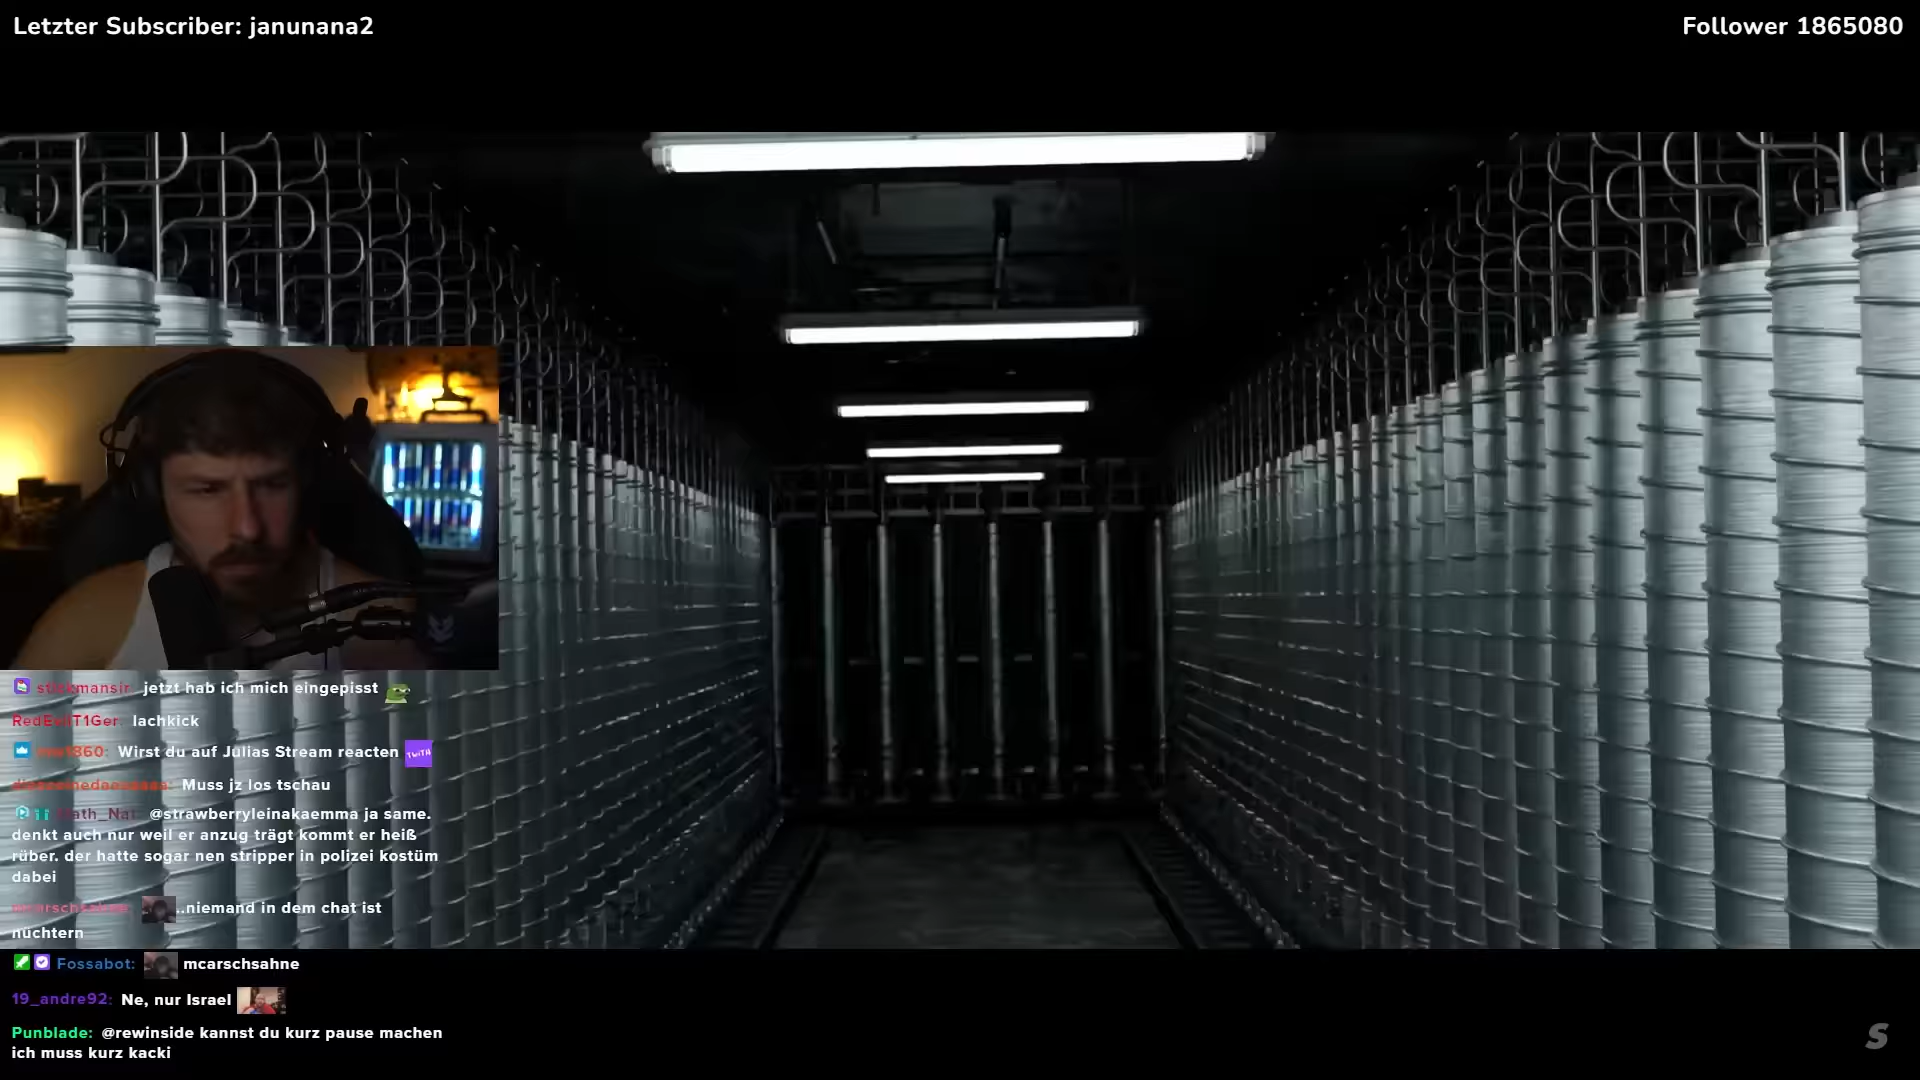 Letzter Subscriber: janunana2
Follower 1865080
jetzt hab ich mich eingepisst
RedEvilT1Ger: lachkick
Wirst du auf Julias Stream reacten
Muss jz los tschau
@strawberryleinakaemma ja same.
denkt auch nur weil er anzug trägt kommt er heiß
rüber. der hatte sogar nen stripper in polizei kostüm
dabei
..niemand in dem chat ist
nüchtern
Fossabot: mcarschsahne
19_andre92: Ne, nur Israel
Punblade: @rewinside kannst du kurz pause machen
ich muss kurz kacki
S